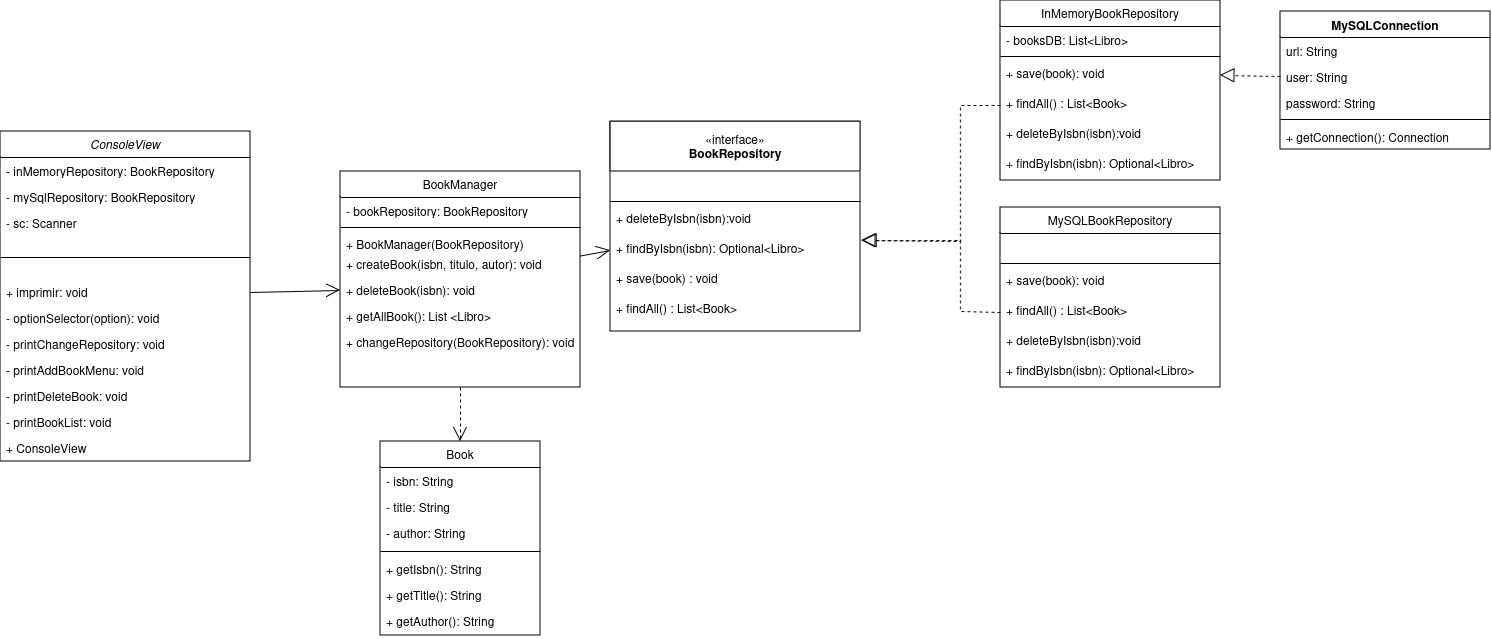 ConsoleView
- inMemoryRepository: BookRepository
- mySqlRepository: BookRepository
- sc: Scanner
+ imprimir: void
- optionSelector(option): void
- printChangeRepository: void
- printAddBookMenu: void
- printDeleteBook: void
- printBookList: void
+ ConsoleView
BookManager
- bookRepository: BookRepository
+ BookManager(BookRepository)
+ createBook(isbn, titulo, autor): void
+ deleteBook(isbn): void
+ getAllBook(): List <Libro>
+ changeRepository(BookRepository): void
Book
- isbn: String
- title: String
- author: String
+ getIsbn(): String
+ getTitle(): String
+ getAuthor(): String
«interface»
BookRepository
+ deleteByIsbn(isbn):void
+ findByIsbn(isbn): Optional<Libro>
+ save(book) : void
+ findAll() : List<Book>
InMemoryBookRepository
- booksDB: List<Libro>
+ save(book): void
+ findAll() : List<Book>
+ deleteByIsbn(isbn):void
+ findByIsbn(isbn): Optional<Libro>
MySQLBookRepository
+ save(book): void
+ findAll() : List<Book>
+ deleteByIsbn(isbn):void
+ findByIsbn(isbn): Optional<Libro>
MySQLConnection
url: String
user: String
password: String
+ getConnection(): Connection